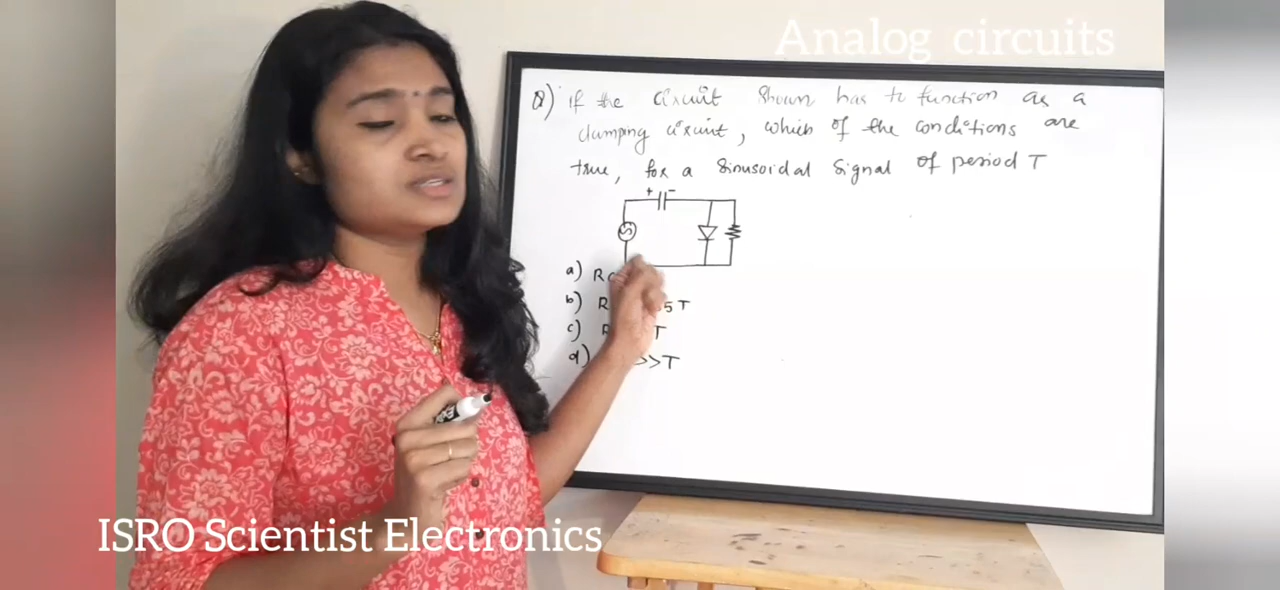 Analog circuits
Q) If the circuit shown has to function as a
clamping circuit, which of the conditions are
true, for a sinusoidal signal of period T
+ -
a) RC
b) R 5T
c) R T
d) >>T
ISRO Scientist Electronics